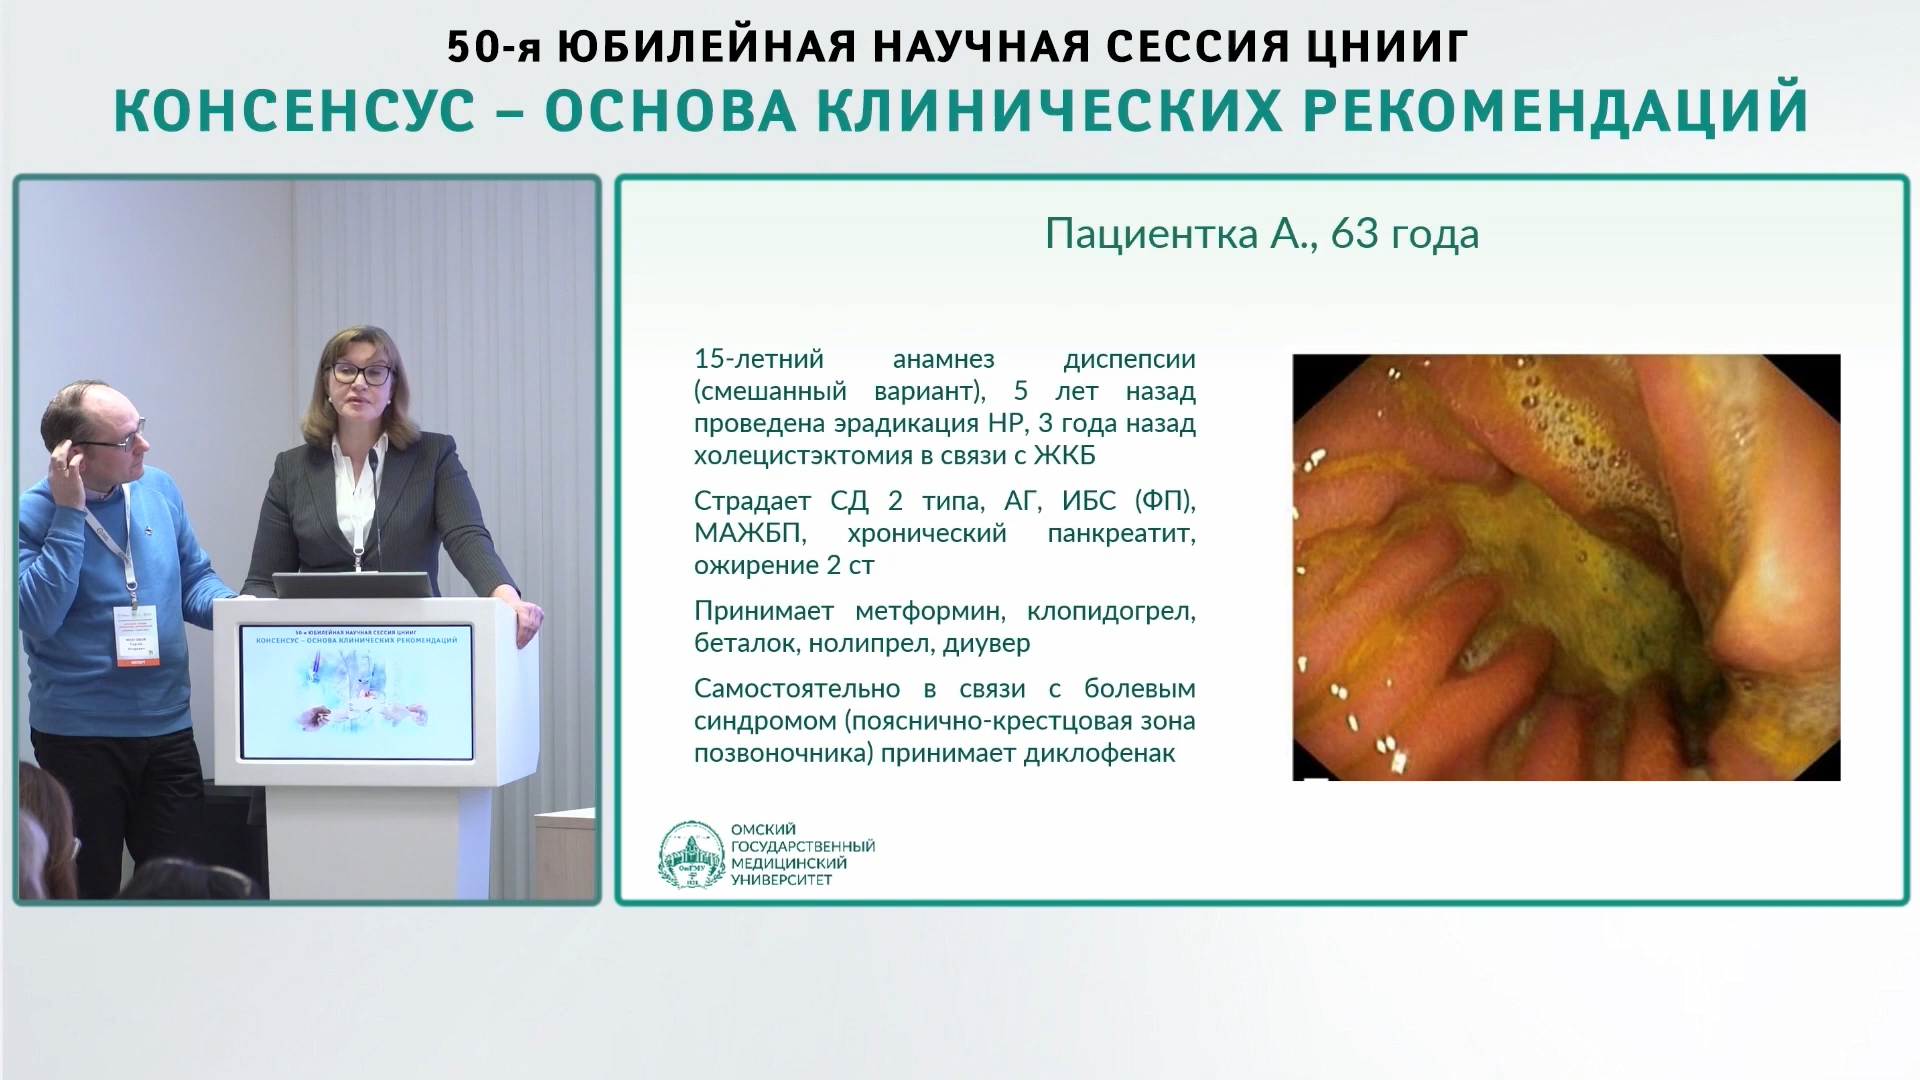 50-я ЮБИЛЕЙНАЯ НАУЧНАЯ СЕССИЯ ЦНИИГ
КОНСЕНСУС – ОСНОВА КЛИНИЧЕСКИХ РЕКОМЕНДАЦИЙ
50-я ЮБИЛЕЙНАЯ НАУЧНАЯ СЕССИЯ ЦНИИГ
КОНСЕНСУС – ОСНОВА КЛИНИЧЕСКИХ РЕКОМЕНДАЦИЙ
Пациентка А., 63 года
15-летний анамнез диспепсии
(смешанный вариант), 5 лет назад
проведена эрадикация НР, 3 года назад
холецистэктомия в связи с ЖКБ
Страдает СД 2 типа, АГ, ИБС (ФП),
МАЖБП, хронический панкреатит,
ожирение 2 ст
Принимает метформин, клопидогрел,
беталок, нолипрел, диувер
Самостоятельно в связи с болевым
синдромом (пояснично-крестцовая зона
позвоночника) принимает диклофенак
ОМСКИЙ
ГОСУДАРСТВЕННЫЙ
МЕДИЦИНСКИЙ
УНИВЕРСИТЕТ
ОмГМУ